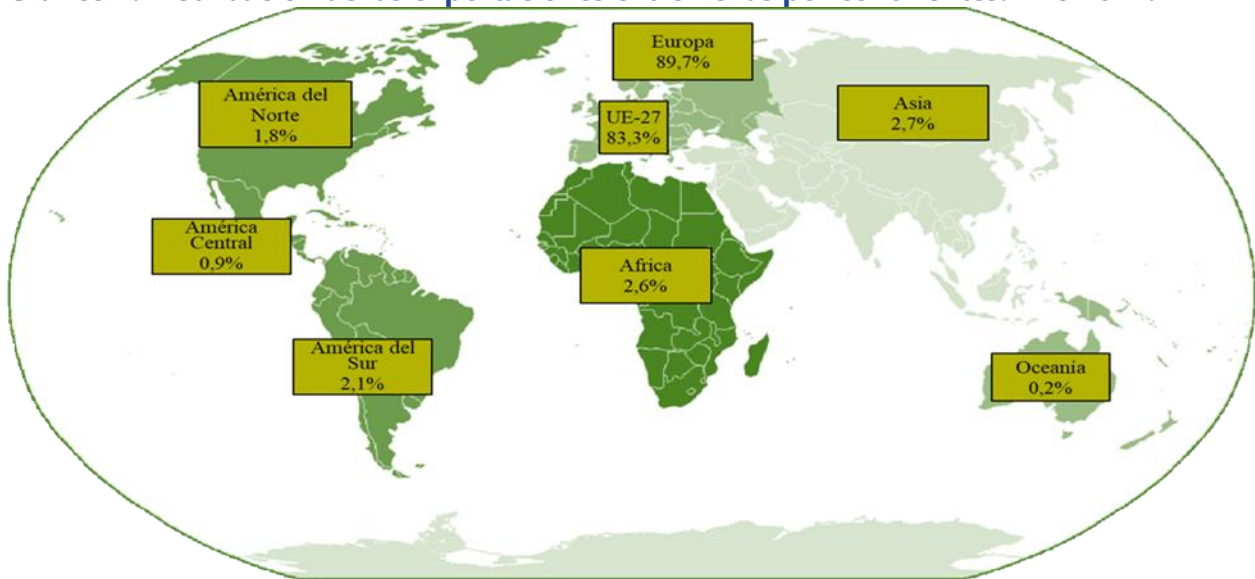 Europa
89,7%
América del
Norte
1,8%
UE-27
83,3%
Asia
2,7%
América
Central
0,9%
Africa
2,6%
América del
Sur
2,1%
Oceanía
0,2%